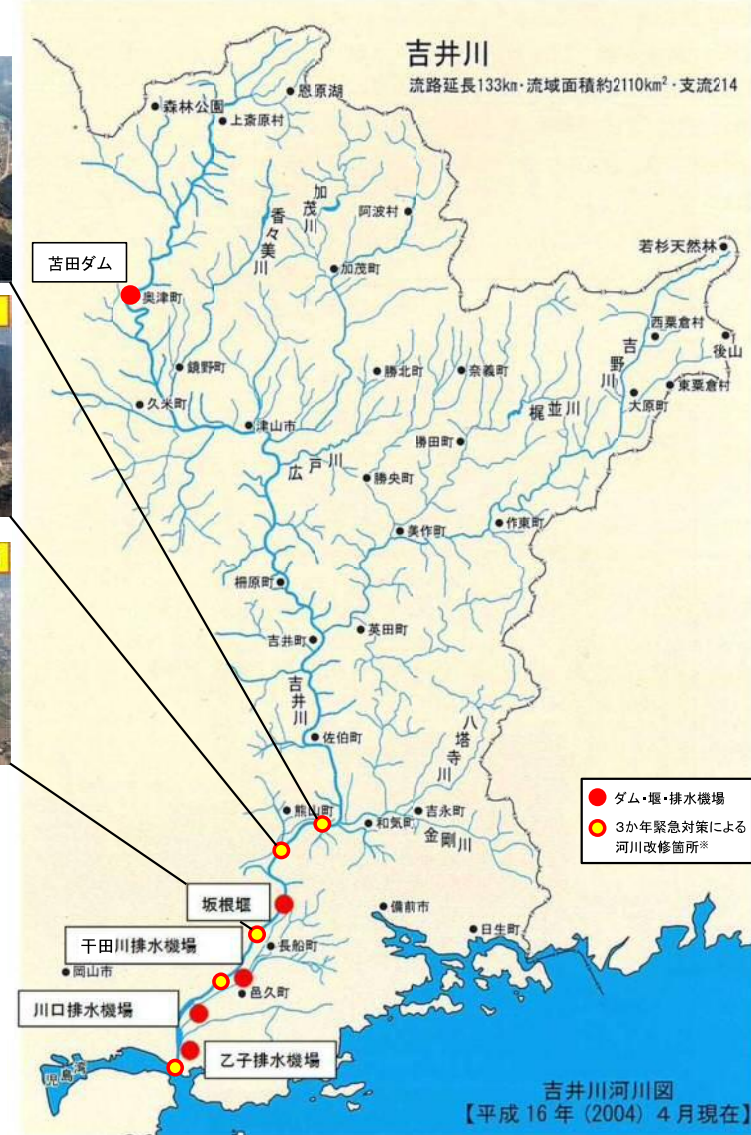 吉井川
流路延長133km・流域面積約2110km²・支流214
恩原湖
森林公園
上斎原村
加茂川
香々美川
阿波村
若杉天然林
苫田ダム
加茂町
奥津町
吉野川
西粟倉村
後山
鏡野町
勝北町
奈義町
東粟倉村
大原町
久米町
梶並川
津山市
勝田町
広戸川
勝央町
作東町
美作町
柵原町
英田町
吉井町
吉井川
八塔寺川
佐伯町
熊山町
和気町
吉永町
金剛川
ダム・堰・排水機場
3か年緊急対策による
河川改修箇所※
坂根堰
備前市
日生町
干田川排水機場
長船町
岡山市
邑久町
川口排水機場
乙子排水機場
児島湾
吉井川河川図
【平成16年(2004)4月現在】